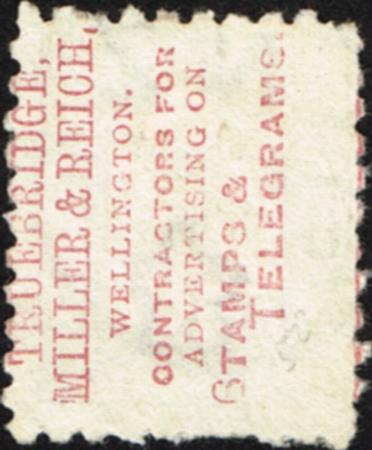 TRUEBRIDGE,
MILLER & REICH,
WELLINGTON.
CONTRACTORS FOR
ADVERTISING ON
STAMPS &
TELEGRAMS.